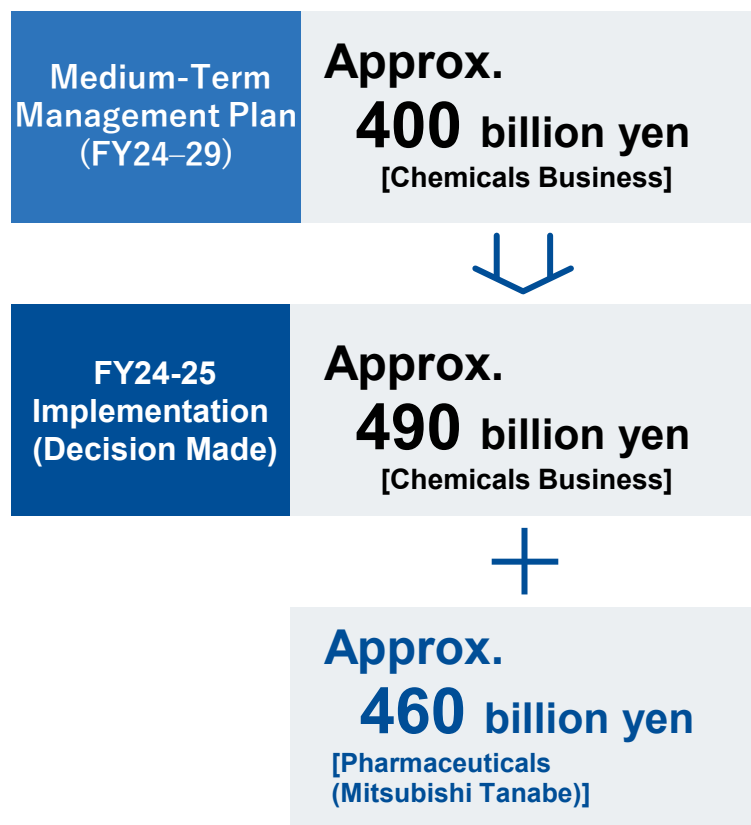 Medium-Term
Management Plan
(FY24–29)
Approx.
400 billion yen
[Chemicals Business]
FY24-25
Implementation
(Decision Made)
Approx.
490 billion yen
[Chemicals Business]
Approx.
460 billion yen
[Pharmaceuticals
(Mitsubishi Tanabe)]